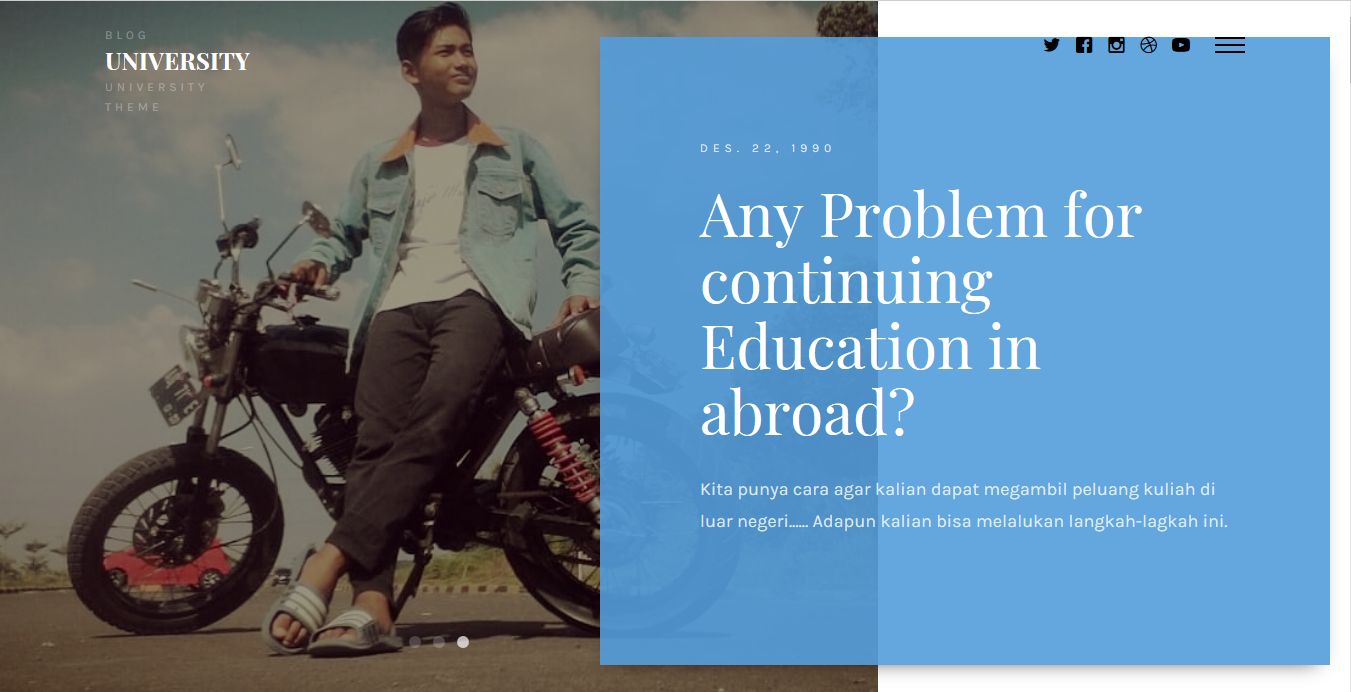 BLOG
UNIVERSITY
UNIVERSITY
THEME
DES. 22, 1990
Any Problem for
continuing
Education in
abroad?
Kita punya cara agar kalian dapat megambil peluang kuliah di
luar negeri...... Adapun kalian bisa melalukan langkah-lagkah ini.